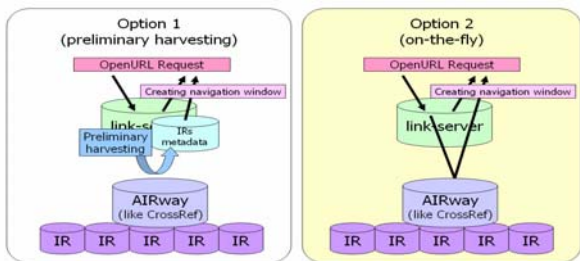 Option 1
(preliminary harvesting)
OpenURL Request
Creating navigation window
link-se
IRs
metadata
Preliminary
harvesting
AIRway
(like CrossRef)
IR IR IR IR IR
Option 2
(on-the-fly)
OpenURL Request
Creating navigation window
link-server
AIRway
(like CrossRef)
IR IR IR IR IR